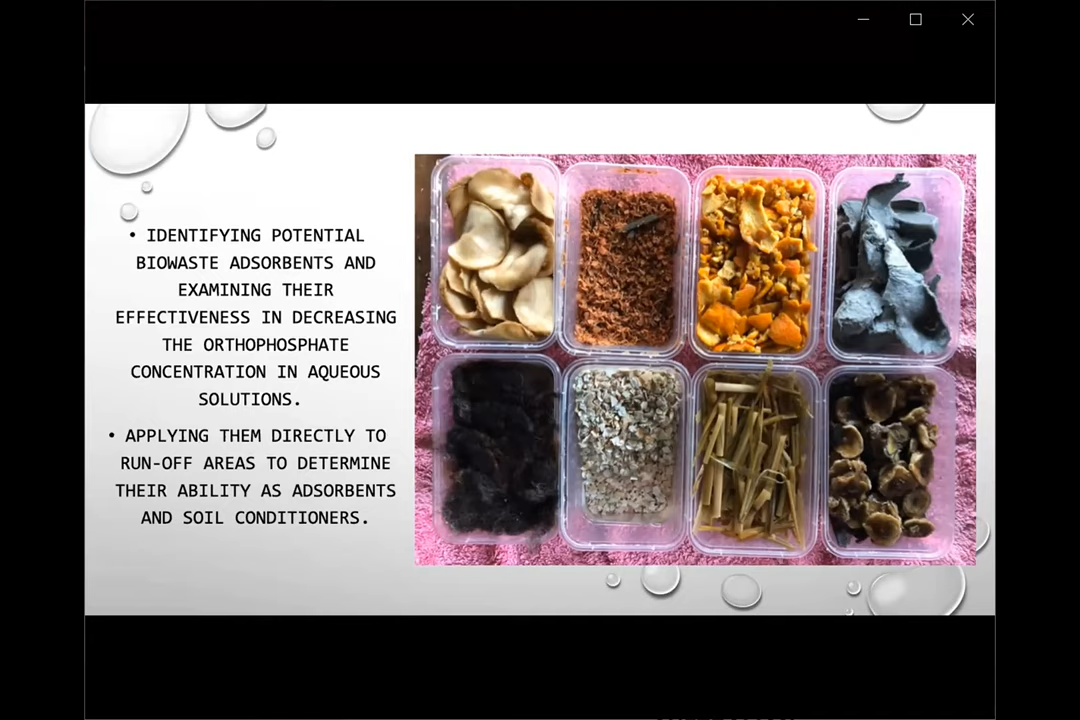 • IDENTIFYING POTENTIAL
BIOWASTE ADSORBENTS AND
EXAMINING THEIR
EFFECTIVENESS IN DECREASING
THE ORTHOPHOSPHATE
CONCENTRATION IN AQUEOUS
SOLUTIONS.
• APPLYING THEM DIRECTLY TO
RUN-OFF AREAS TO DETERMINE
THEIR ABILITY AS ADSORBENTS
AND SOIL CONDITIONERS.